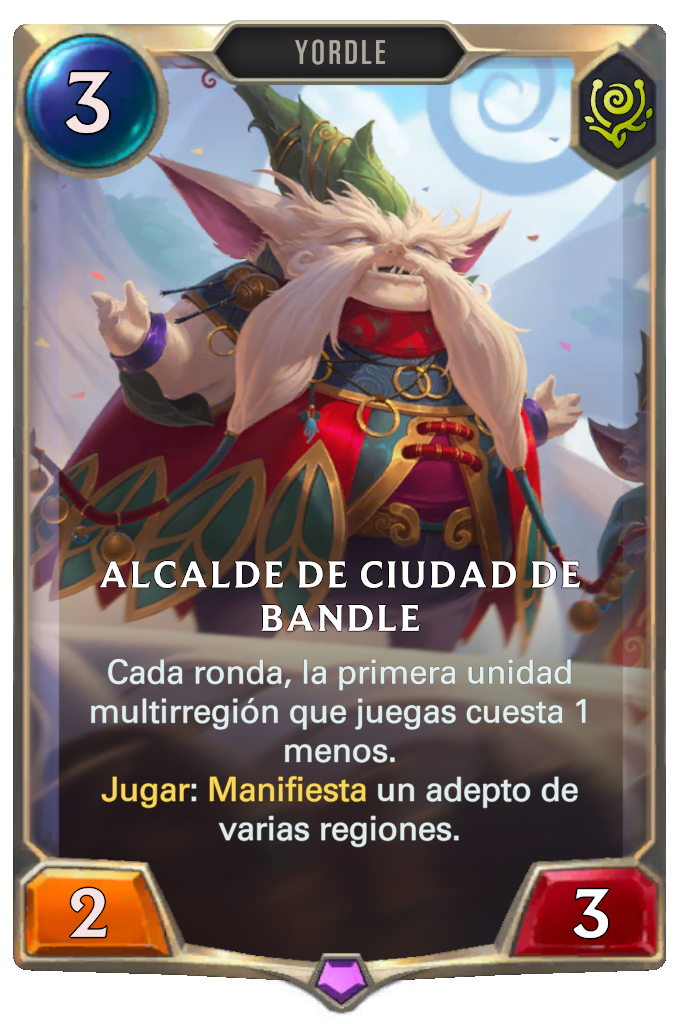 YORDLE
3
ALCALDE DE CIUDAD DE
BANDLE
Cada ronda, la primera unidad
multirregión que juegas cuesta 1
menos.
Jugar: Manifiesta un adepto de
varias regiones.
2
3